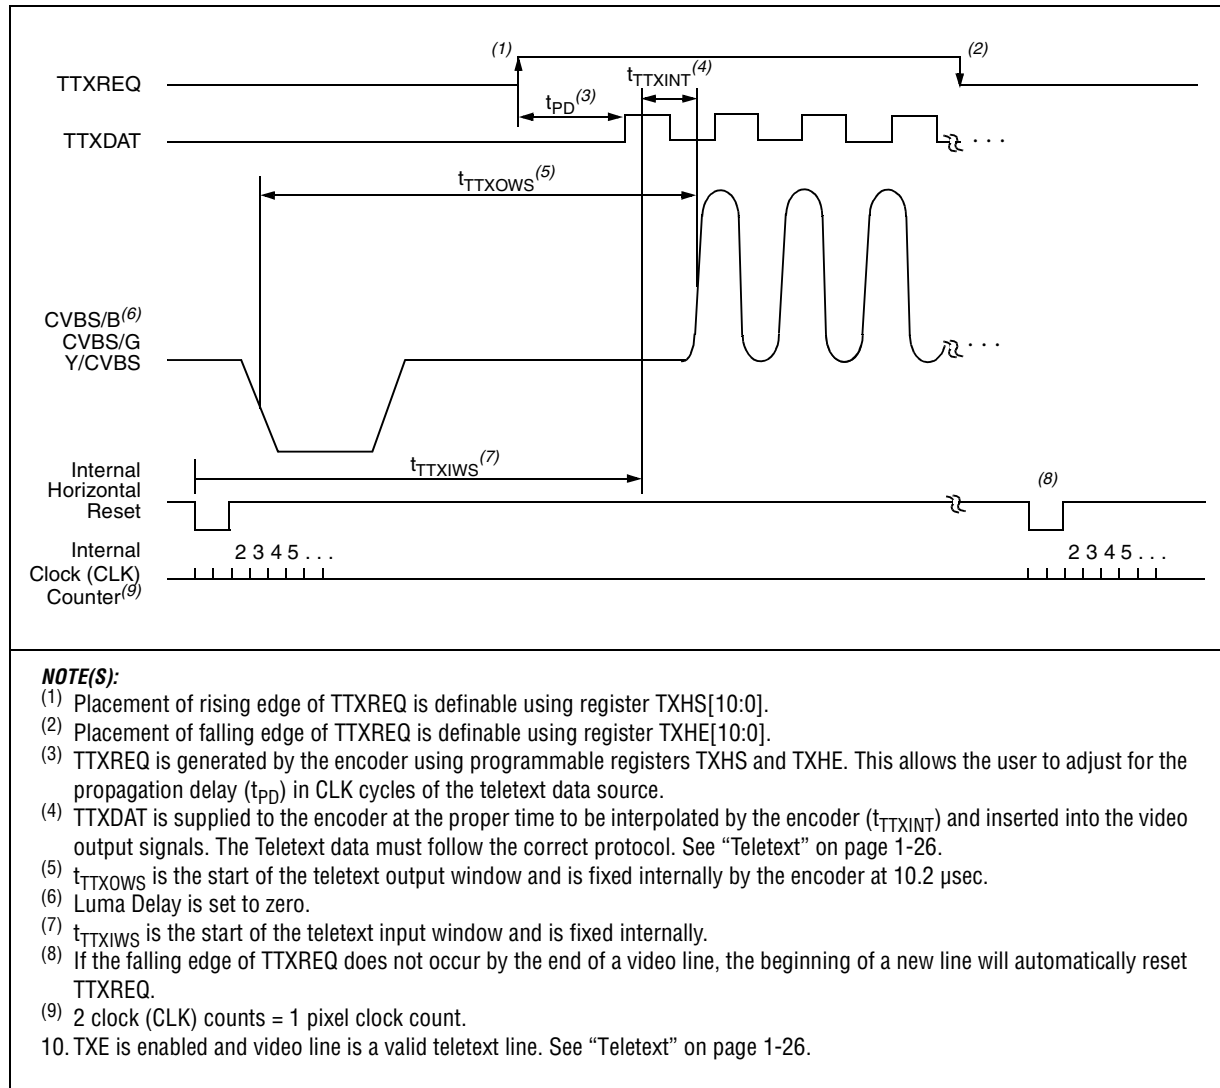 (1)
(2)
TTXREQ
tTTXINT(4)
tPD(3)
TTXDAT
. . .
tTTXOWS(5)
CVBS/B(6)
CVBS/G
Y/CVBS
. . .
Internal
Horizontal
Reset
tTTXIWS(7)
(8)
Internal
Clock (CLK)
Counter(9)
2 3 4 5 . . .
2 3 4 5 . . .
NOTE(S):
(1) Placement of rising edge of TTXREQ is definable using register TXHS[10:0].
(2) Placement of falling edge of TTXREQ is definable using register TXHE[10:0].
(3) TTXREQ is generated by the encoder using programmable registers TXHS and TXHE. This allows the user to adjust for the
propagation delay (tPD) in CLK cycles of the teletext data source.
(4) TTXDAT is supplied to the encoder at the proper time to be interpolated by the encoder (tTTXINT) and inserted into the video
output signals. The Teletext data must follow the correct protocol. See “Teletext” on page 1-26.
(5) tTTXOWS is the start of the teletext output window and is fixed internally by the encoder at 10.2 μsec.
(6) Luma Delay is set to zero.
(7) tTTXIWS is the start of the teletext input window and is fixed internally.
(8) If the falling edge of TTXREQ does not occur by the end of a video line, the beginning of a new line will automatically reset
TTXREQ.
(9) 2 clock (CLK) counts = 1 pixel clock count.
10. TXE is enabled and video line is a valid teletext line. See “Teletext” on page 1-26.